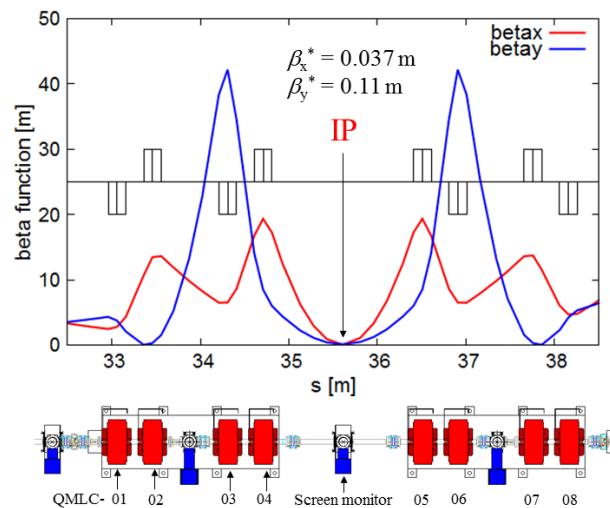 betax
betay
βx* = 0.037 m
βy* = 0.11 m
IP
beta function [m]
50
40
30
20
10
0
33 34 35 36 37 38
s [m]
QMLC- 01 02 03 04 Screen monitor 05 06 07 08